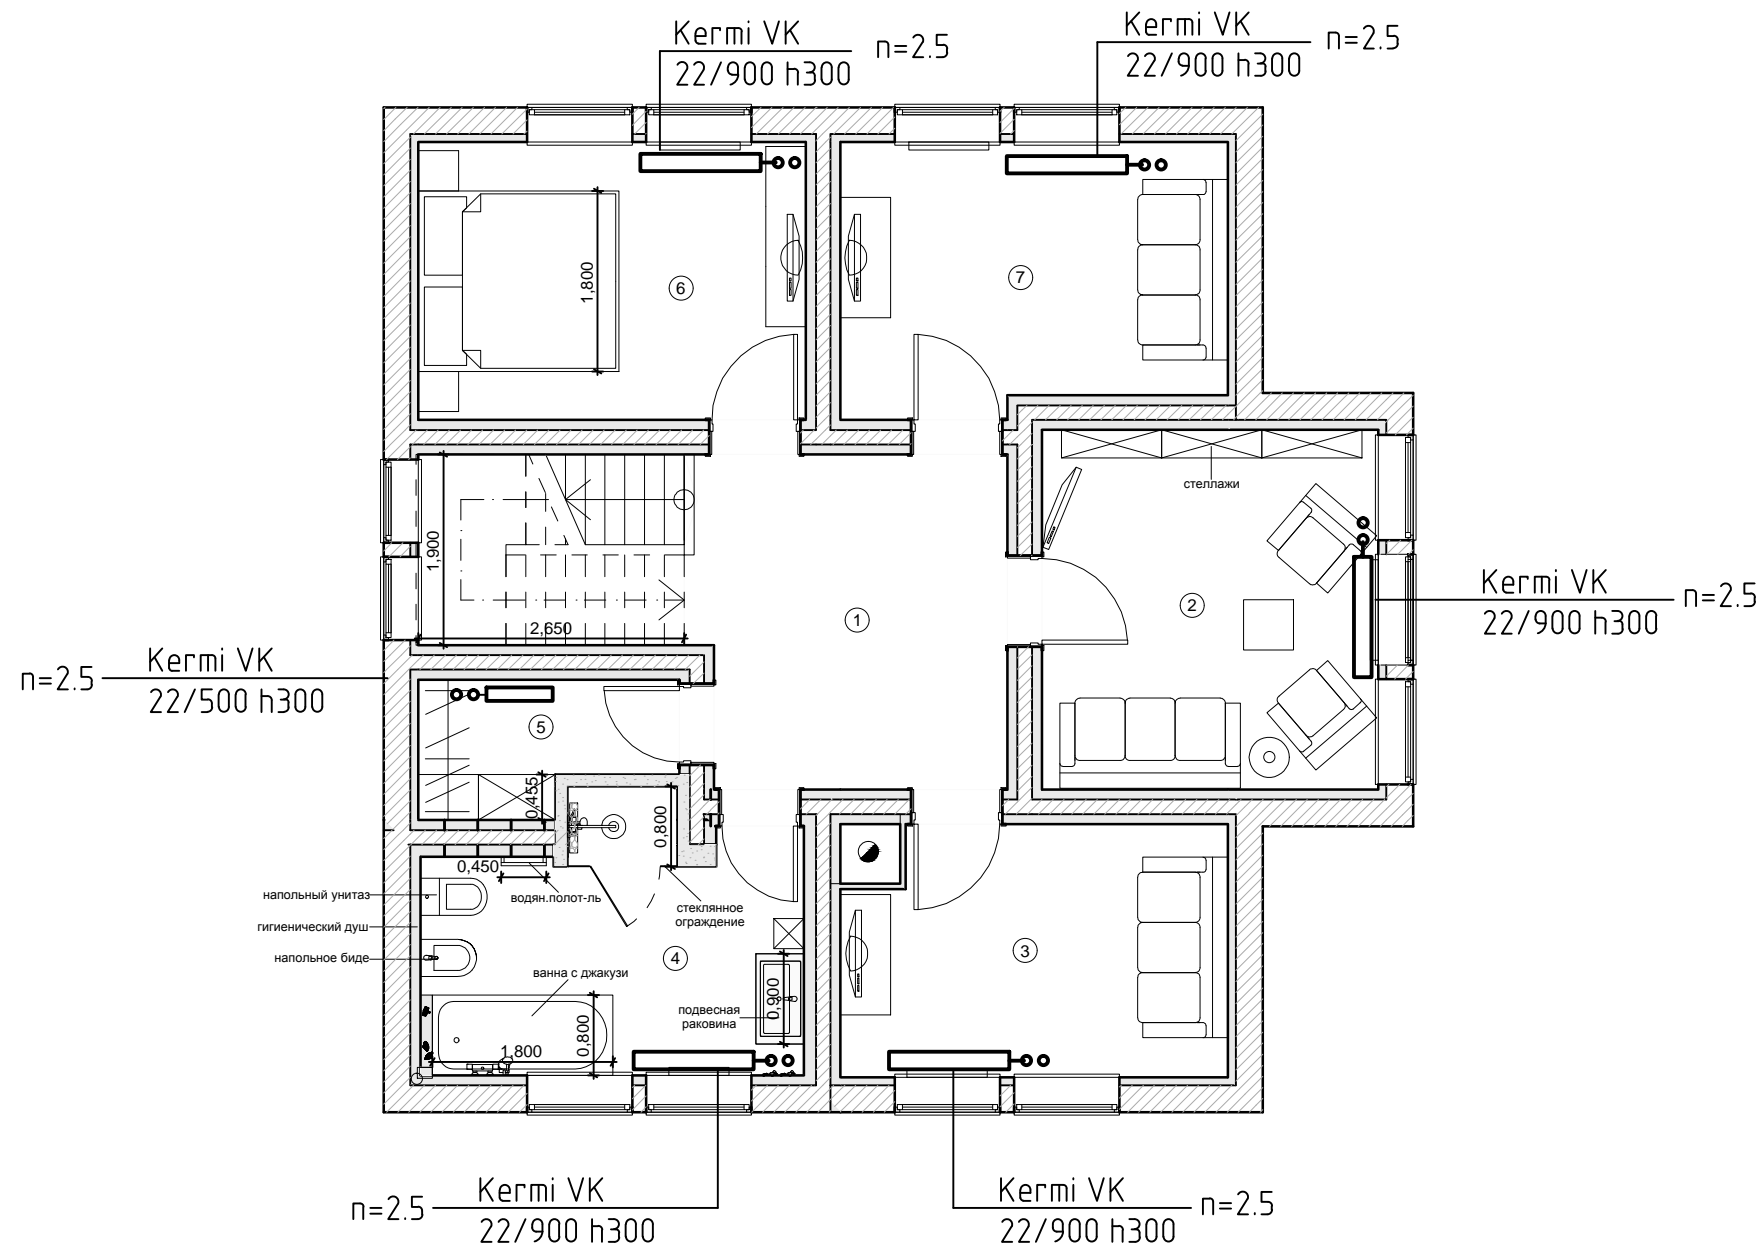 Kermi VK
22/900 h300
n=2.5
Kermi VK
22/900 h300
n=2.5
6
1,800
7
стеллажи
1,900
2,650
1
2
Kermi VK
22/900 h300
n=2.5
n=2.5
Kermi VK
22/500 h300
5
0,455
0,800
0,450
напольный унитаз
водян.полот-ль
стеклянное
ограждение
гигиенический душ
напольное биде
4
3
ванна с джакузи
0,900
подвесная
раковина
0,800
1,800
n=2.5
Kermi VK
22/900 h300
Kermi VK
22/900 h300
n=2.5